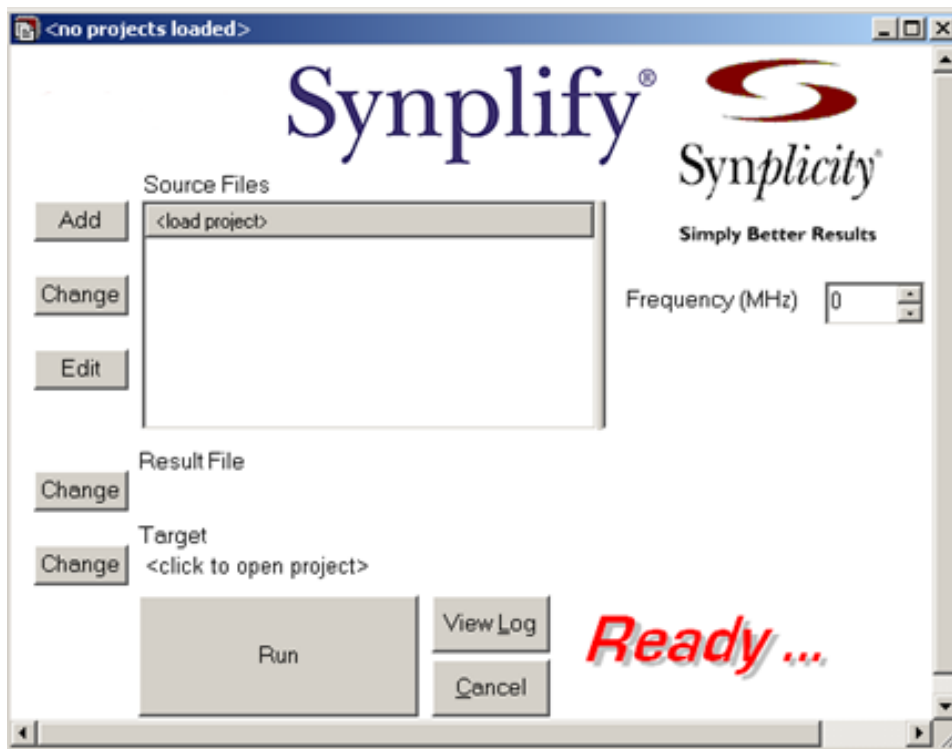 <no projects loaded>
Synplify®
Synplicity®
Simply Better Results
Source Files
Add
<load project>
Change
Frequency (MHz) 0
Edit
Result File
Change
Target
Change
<click to open project>
Run
View Log
Cancel
Ready ...